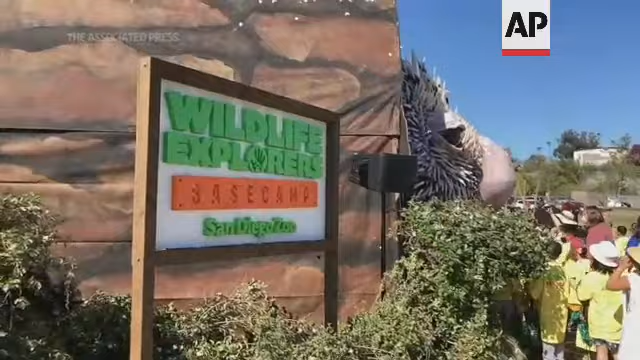 THE ASSOCIATED PRESS
AP
WILDLIFE
EXPLORERS
BASECAMP
San Diego Zoo